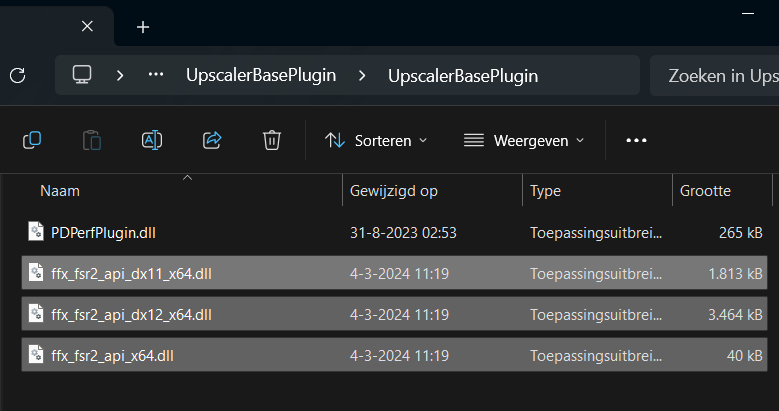 UpscalerBasePlugin
UpscalerBasePlugin
Zoeken in Ups
Sorteren
Weergeven
Naam
Gewijzigd op
Type
Grootte
PDPerfPlugin.dll 31-8-2023 02:53 Toepassingsuitbrei... 265 kB
ffx_fsr2_api_dx11_x64.dll 4-3-2024 11:19 Toepassingsuitbrei... 1.813 kB
ffx_fsr2_api_dx12_x64.dll 4-3-2024 11:19 Toepassingsuitbrei... 3.464 kB
ffx_fsr2_api_x64.dll 4-3-2024 11:19 Toepassingsuitbrei... 40 kB